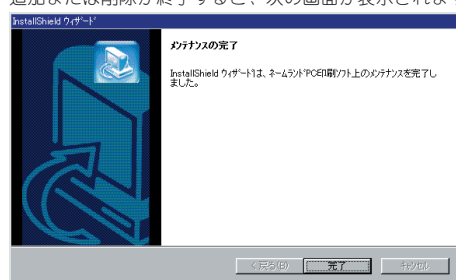 追加または削除が終了すると、次の画面が表示されます
InstallShield ウィザード
メンテナンスの完了
InstallShield ウィザードは、ネームランドPC印刷ソフト上のメンテナンスを完了し
ました。
< 戻る(B)
完了
キャンセル